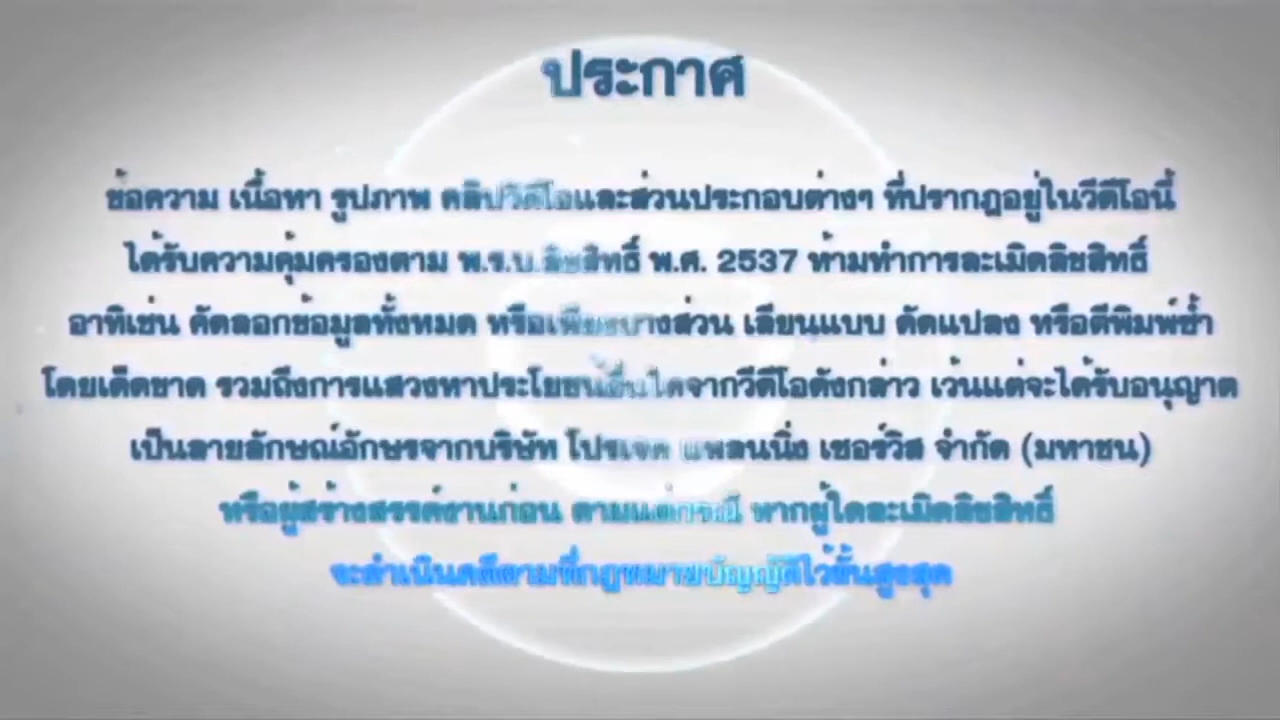 ประกาศ
ข้อความ เนื้อหา รูปภาพ คลิปวิดีโอและส่วนประกอบต่างๆ ที่ปรากฎอยู่ในวีดีโอนี้
ได้รับความคุ้มครองตาม พ.ร.บ.ลิขสิทธิ์ พ.ศ. 2537 ห้ามทำการละเมิดลิขสิทธิ์
อาทิเช่น คัดลอกข้อมูลทั้งหมด หรือเพียงบางส่วน เลียนแบบ ดัดแปลง หรือตีพิมพ์ซ้ำ
โดยเด็ดขาด รวมถึงการแสวงหาประโยชน์อื่นใดจากวีดีโอดังกล่าว เว้นแต่จะได้รับอนุญาต
เป็นลายลักษณ์อักษรจากบริษัท โปรเจค แพลนนิ่ง เซอร์วิส จำกัด (มหาชน)
หรือผู้สร้างสรรค์งานก่อน ตามแต่กรณี หากผู้ใดละเมิดลิขสิทธิ์
จะดำเนินคดีตามที่กฎหมายบัญญัติไว้ขั้นสูงสุด